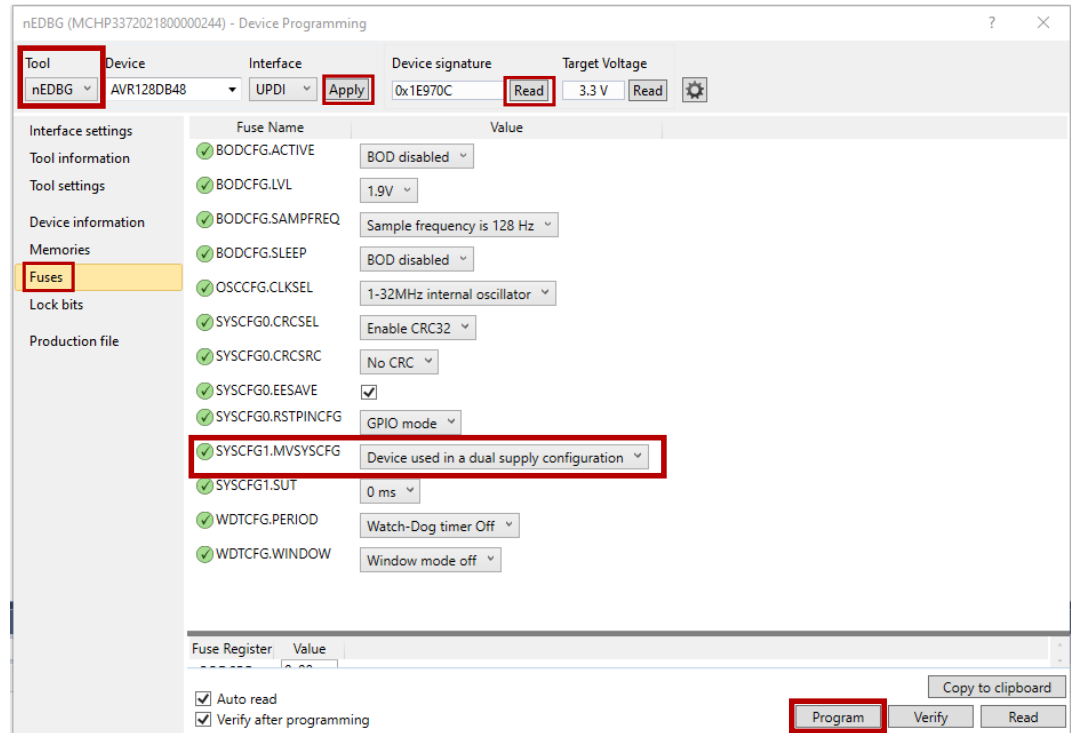 nEDBG (MCHP3372021800000244) - Device Programming
Tool Device Interface Device signature Target Voltage
nEDBG AVR128DB48 UPDI Apply 0x1E970C Read 3.3 V Read
Interface settings
Tool information
Tool settings
Device information
Memories
Fuses
Lock bits
Production file
Fuse Name Value
BODCFG.ACTIVE BOD disabled
BODCFG.LVL 1.9V
BODCFG.SAMPFREQ Sample frequency is 128 Hz
BODCFG.SLEEP BOD disabled
OSCCFG.CLKSEL 1-32MHz internal oscillator
SYSCFG0.CRCSEL Enable CRC32
SYSCFG0.CRCSRC No CRC
SYSCFG0.EESAVE
SYSCFG0.RSTPINCFG GPIO mode
SYSCFG1.MVSYSCFG Device used in a dual supply configuration
SYSCFG1.SUT 0 ms
WDTCFG.PERIOD Watch-Dog timer Off
WDTCFG.WINDOW Window mode off
Fuse Register Value
Auto read
Verify after programming
Copy to clipboard
Program Verify Read